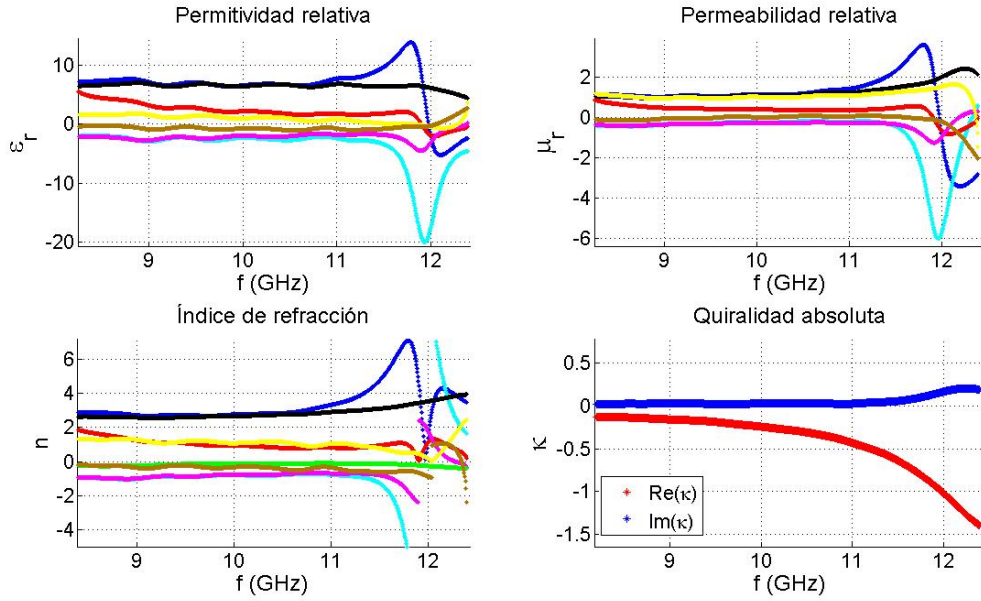 Permitividad relativa
10
0
-10
-20
εr
9
10
11
12
f (GHz)
Permeabilidad relativa
2
0
-2
-4
-6
μr
9
10
11
12
f (GHz)
Índice de refracción
6
4
2
0
-2
-4
n
9
10
11
12
f (GHz)
Quiralidad absoluta
0.5
0
-0.5
-1
-1.5
κ
Re(κ)
Im(κ)
9
10
11
12
f (GHz)